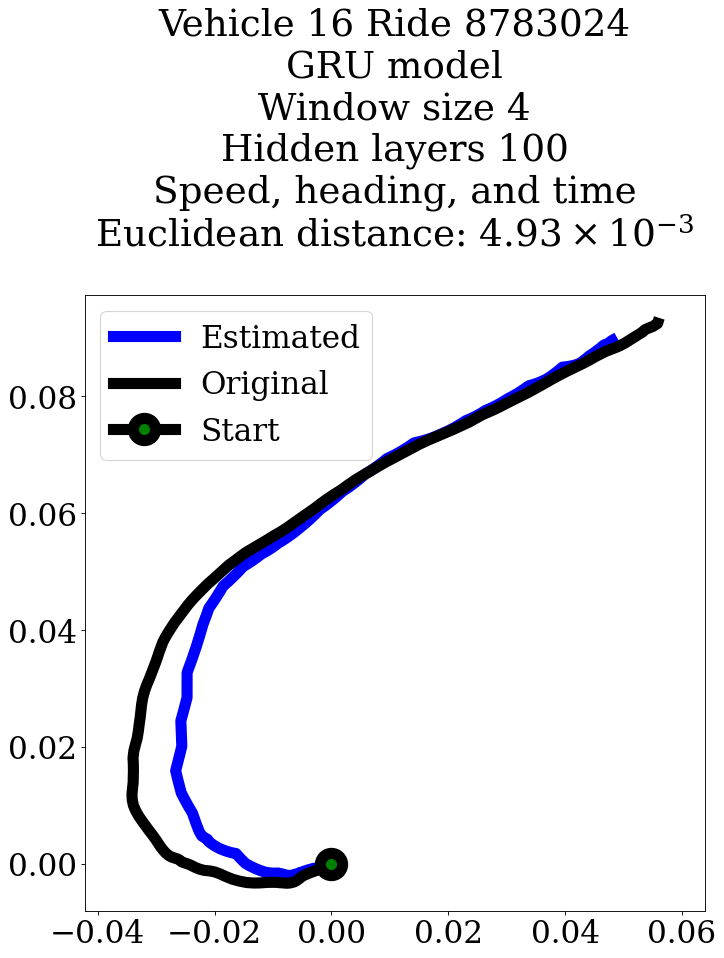 Vehicle 16 Ride 8783024
GRU model
Window size 4
Hidden layers 100
Speed, heading, and time
Euclidean distance: 4.93 × 10⁻³
Estimated
Original
Start
0.08
0.06
0.04
0.02
0.00
−0.04 −0.02 0.00 0.02 0.04 0.06